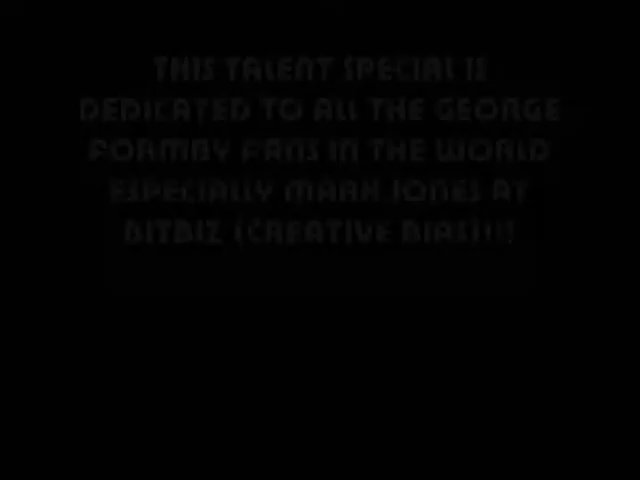 THIS TALENT SPECIAL IS
DEDICATED TO ALL THE GEORGE
FORMBY FANS IN THE WORLD
ESPECIALLY MARK JONES AT
BITBIZ (CREATIVE DIRS)!!!